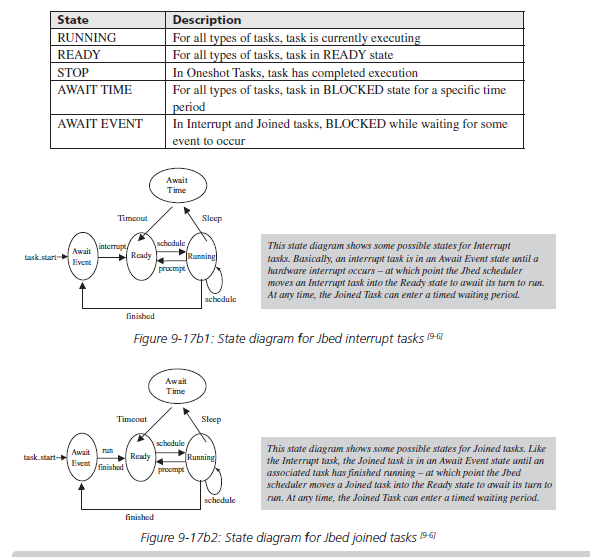 State Description
RUNNING For all types of tasks, task is currently executing
READY For all types of tasks, task in READY state
STOP In Oneshot Tasks, task has completed execution
AWAIT TIME For all types of tasks, task in BLOCKED state for a specific time
period
AWAIT EVENT In Interrupt and Joined tasks, BLOCKED while waiting for some
event to occur
Await
Time
Timeout Sleep
task.start
Await
Event
interrupt
Ready
schedule
preempt
Running
schedule
finished
This state diagram shows some possible states for Interrupt
tasks. Basically, an interrupt task is in an Await Event state until a
hardware interrupt occurs – at which point the Jbed scheduler
moves an Interrupt task into the Ready state to await its turn to run.
At any time, the Joined Task can enter a timed waiting period.
Figure 9-17b1: State diagram for Jbed interrupt tasks [9-6]
Await
Time
Timeout Sleep
task.start
Await
Event
run
finished
Ready
schedule
preempt
Running
schedule
finished
This state diagram shows some possible states for Joined tasks. Like
the Interrupt task, the Joined task is in an Await Event state until an
associated task has finished running – at which point the Jbed
scheduler moves a Joined task into the Ready state to await its turn to
run. At any time, the Joined Task can enter a timed waiting period.
Figure 9-17b2: State diagram for Jbed joined tasks [9-6]